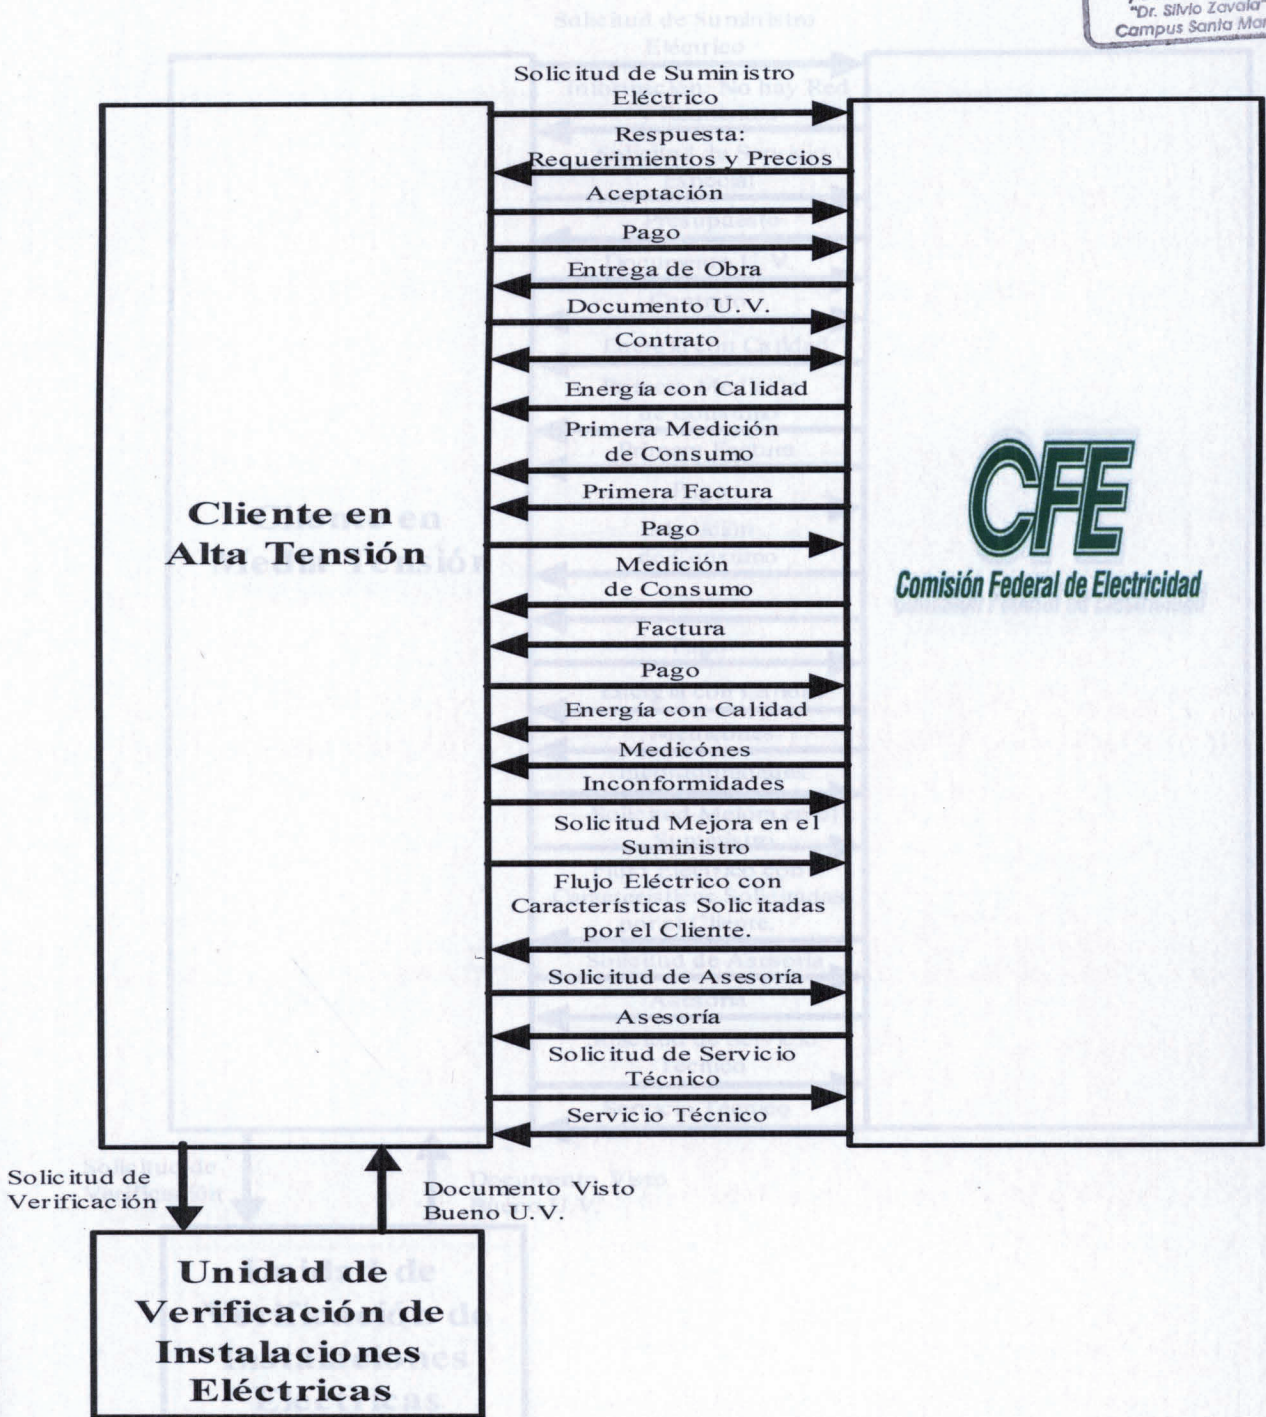 "Dr. Silvio Zavala"
Campus Santa
Solicitud de Suministro
Eléctrico
Respuesta:
Requerimientos y Precios
Aceptación
Pago
Entrega de Obra
Documento U.V.
Contrato
Energía con Calidad
Primera Medición
de Consumo
Primera Factura
Pago
Medición
de Consumo
Factura
Pago
Energía con Calidad
Medicónes
Inconformidades
Solicitud Mejora en el
Suministro
Flujo Eléctrico con
Características Solicitadas
por el Cliente.
Solicitud de Asesoría
Asesoría
Solicitud de Servicio
Técnico
Servicio Técnico
Cliente en
Alta Tensión
CFE
Comisión Federal de Electricidad
Solicitud de
Verificación
Documento Visto
Bueno U.V.
Unidad de
Verificación de
Instalaciones
Eléctricas